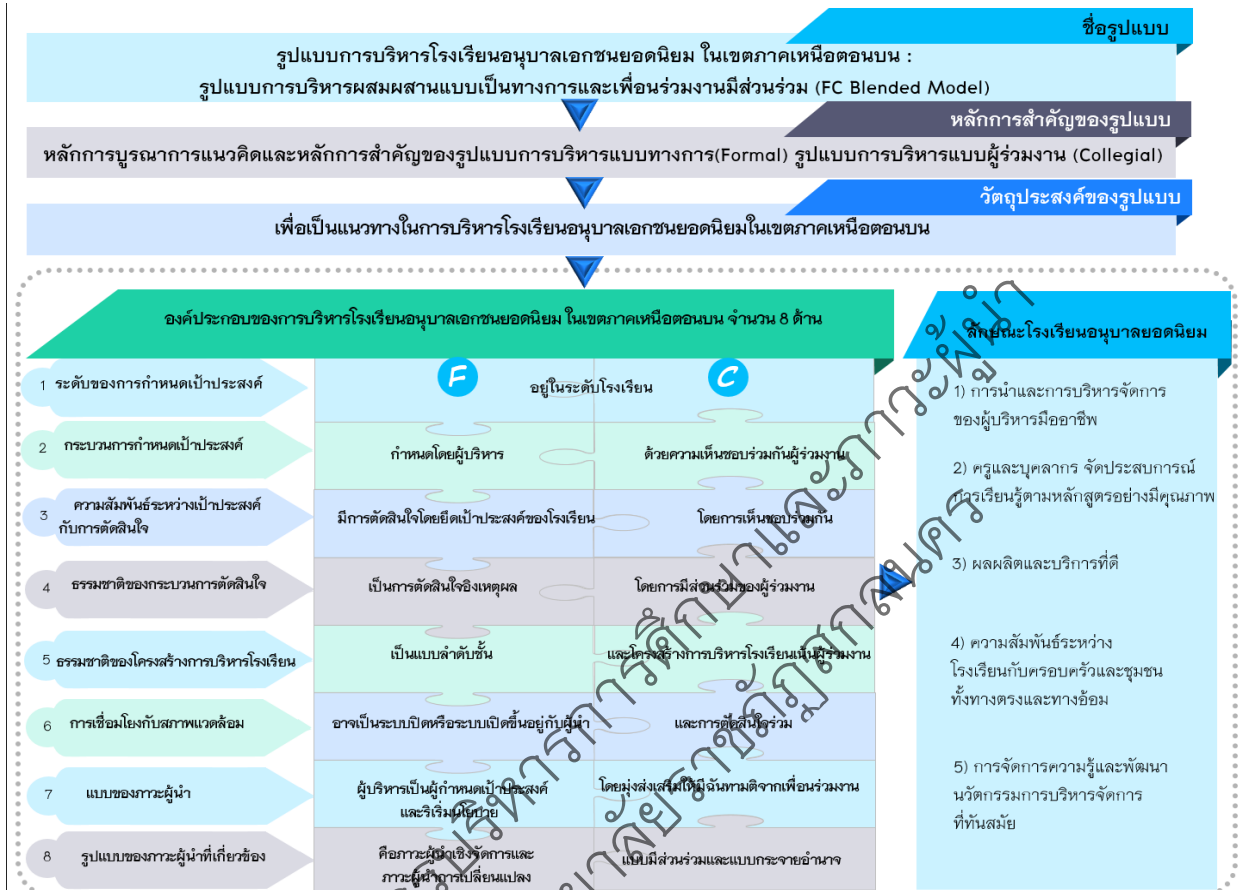 ชื่อรูปแบบ
รูปแบบการบริหารโรงเรียนอนุบาลเอกชนยอดนิยม ในเขตภาคเหนือตอนบน :
รูปแบบการบริหารผสมผสานแบบเป็นทางการและเพื่อนร่วมงานมีส่วนร่วม (FC Blended Model)
หลักการสำคัญของรูปแบบ
หลักการบูรณาการแนวคิดและหลักการสำคัญของรูปแบบการบริหารแบบทางการ(Formal) รูปแบบการบริหารแบบผู้ร่วมงาน (Collegial)
วัตถุประสงค์ของรูปแบบ
เพื่อเป็นแนวทางในการบริหารโรงเรียนอนุบาลเอกชนยอดนิยมในเขตภาคเหนือตอนบน
องค์ประกอบของการบริหารโรงเรียนอนุบาลเอกชนยอดนิยม ในเขตภาคเหนือตอนบน จำนวน 8 ด้าน
F
C
1 ระดับของการกำหนดเป้าประสงค์
อยู่ในระดับโรงเรียน
2 กระบวนการกำหนดเป้าประสงค์
กำหนดโดยผู้บริหาร
ด้วยความเห็นชอบร่วมกันผู้ร่วมงาน
3 ความสัมพันธ์ระหว่างเป้าประสงค์
กับการตัดสินใจ
มีการตัดสินใจโดยยึดเป้าประสงค์ของโรงเรียน
โดยการเห็นชอบร่วมกัน
4 ธรรมชาติของกระบวนการตัดสินใจ
เป็นการตัดสินใจอิงเหตุผล
โดยการมีส่วนร่วมของผู้ร่วมงาน
5 ธรรมชาติของโครงสร้างการบริหารโรงเรียน
เป็นแบบลำดับชั้น
และโครงสร้างการบริหารโรงเรียนเน้นผู้ร่วมงาน
6 การเชื่อมโยงกับสภาพแวดล้อม
อาจเป็นระบบปิดหรือระบบเปิดขึ้นอยู่กับผู้นำ
และการตัดสินใจร่วม
7 แบบของภาวะผู้นำ
ผู้บริหารเป็นผู้กำหนดเป้าประสงค์
และริเริ่มนโยบาย
โดยมุ่งส่งเสริมให้มีฉันทามติจากเพื่อนร่วมงาน
8 รูปแบบของภาวะผู้นำที่เกี่ยวข้อง
คือภาวะผู้นำเชิงจัดการและ
ภาวะผู้นำการเปลี่ยนแปลง
แบบมีส่วนร่วมและแบบกระจายอำนาจ
ลักษณะโรงเรียนอนุบาลยอดนิยม
1) การนำและการบริหารจัดการ
ของผู้บริหารมืออาชีพ
2) ครูและบุคลากร จัดประสบการณ์
การเรียนรู้ตามหลักสูตรอย่างมีคุณภาพ
3) ผลผลิตและบริการที่ดี
4) ความสัมพันธ์ระหว่าง
โรงเรียนกับครอบครัวและชุมชน
ทั้งทางตรงและทางอ้อม
5) การจัดการความรู้และพัฒนา
นวัตกรรมการบริหารจัดการ
ที่ทันสมัย
บริหารการศึกษาและภาวะผู้นำ
ราชภัฏสกลนคร